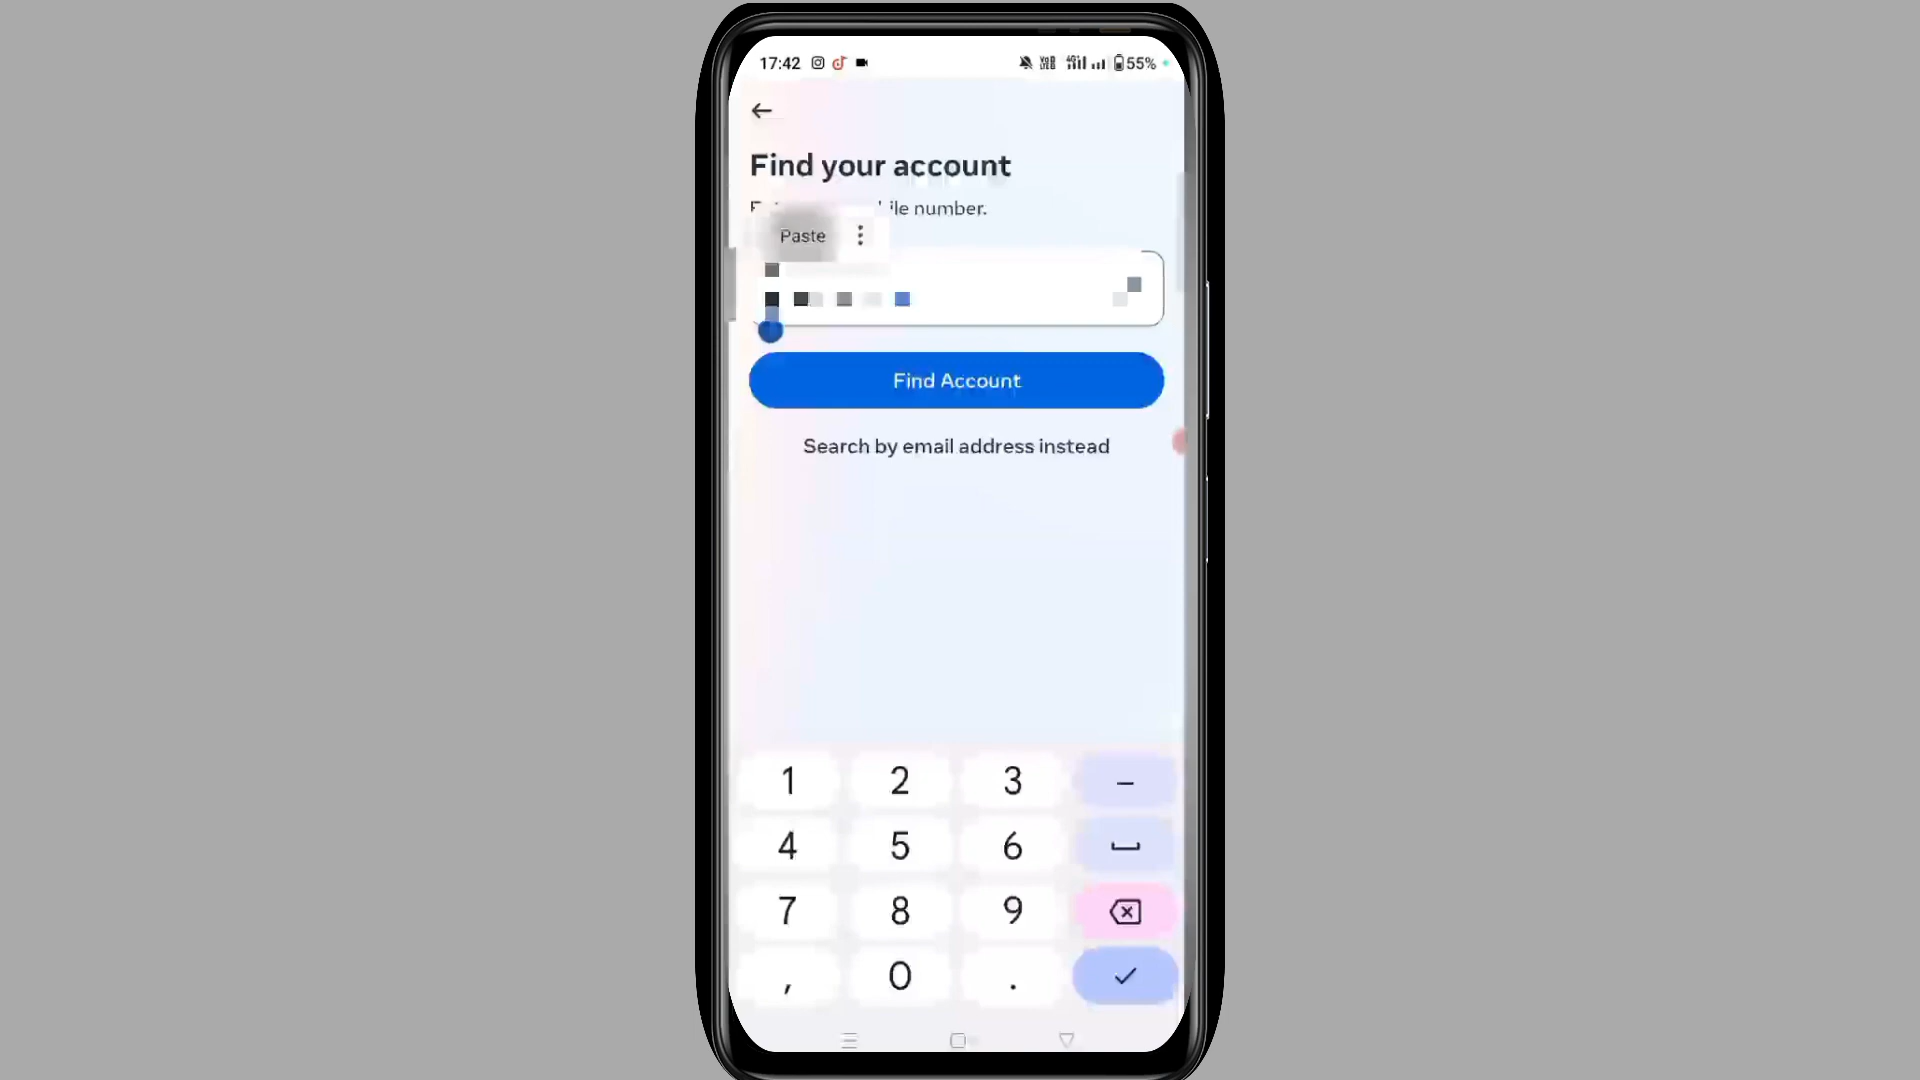 17:42 55%
Find your account
ile number.
Paste
Find Account
Search by email address instead
1 2 3 –
4 5 6
7 8 9
, 0 .